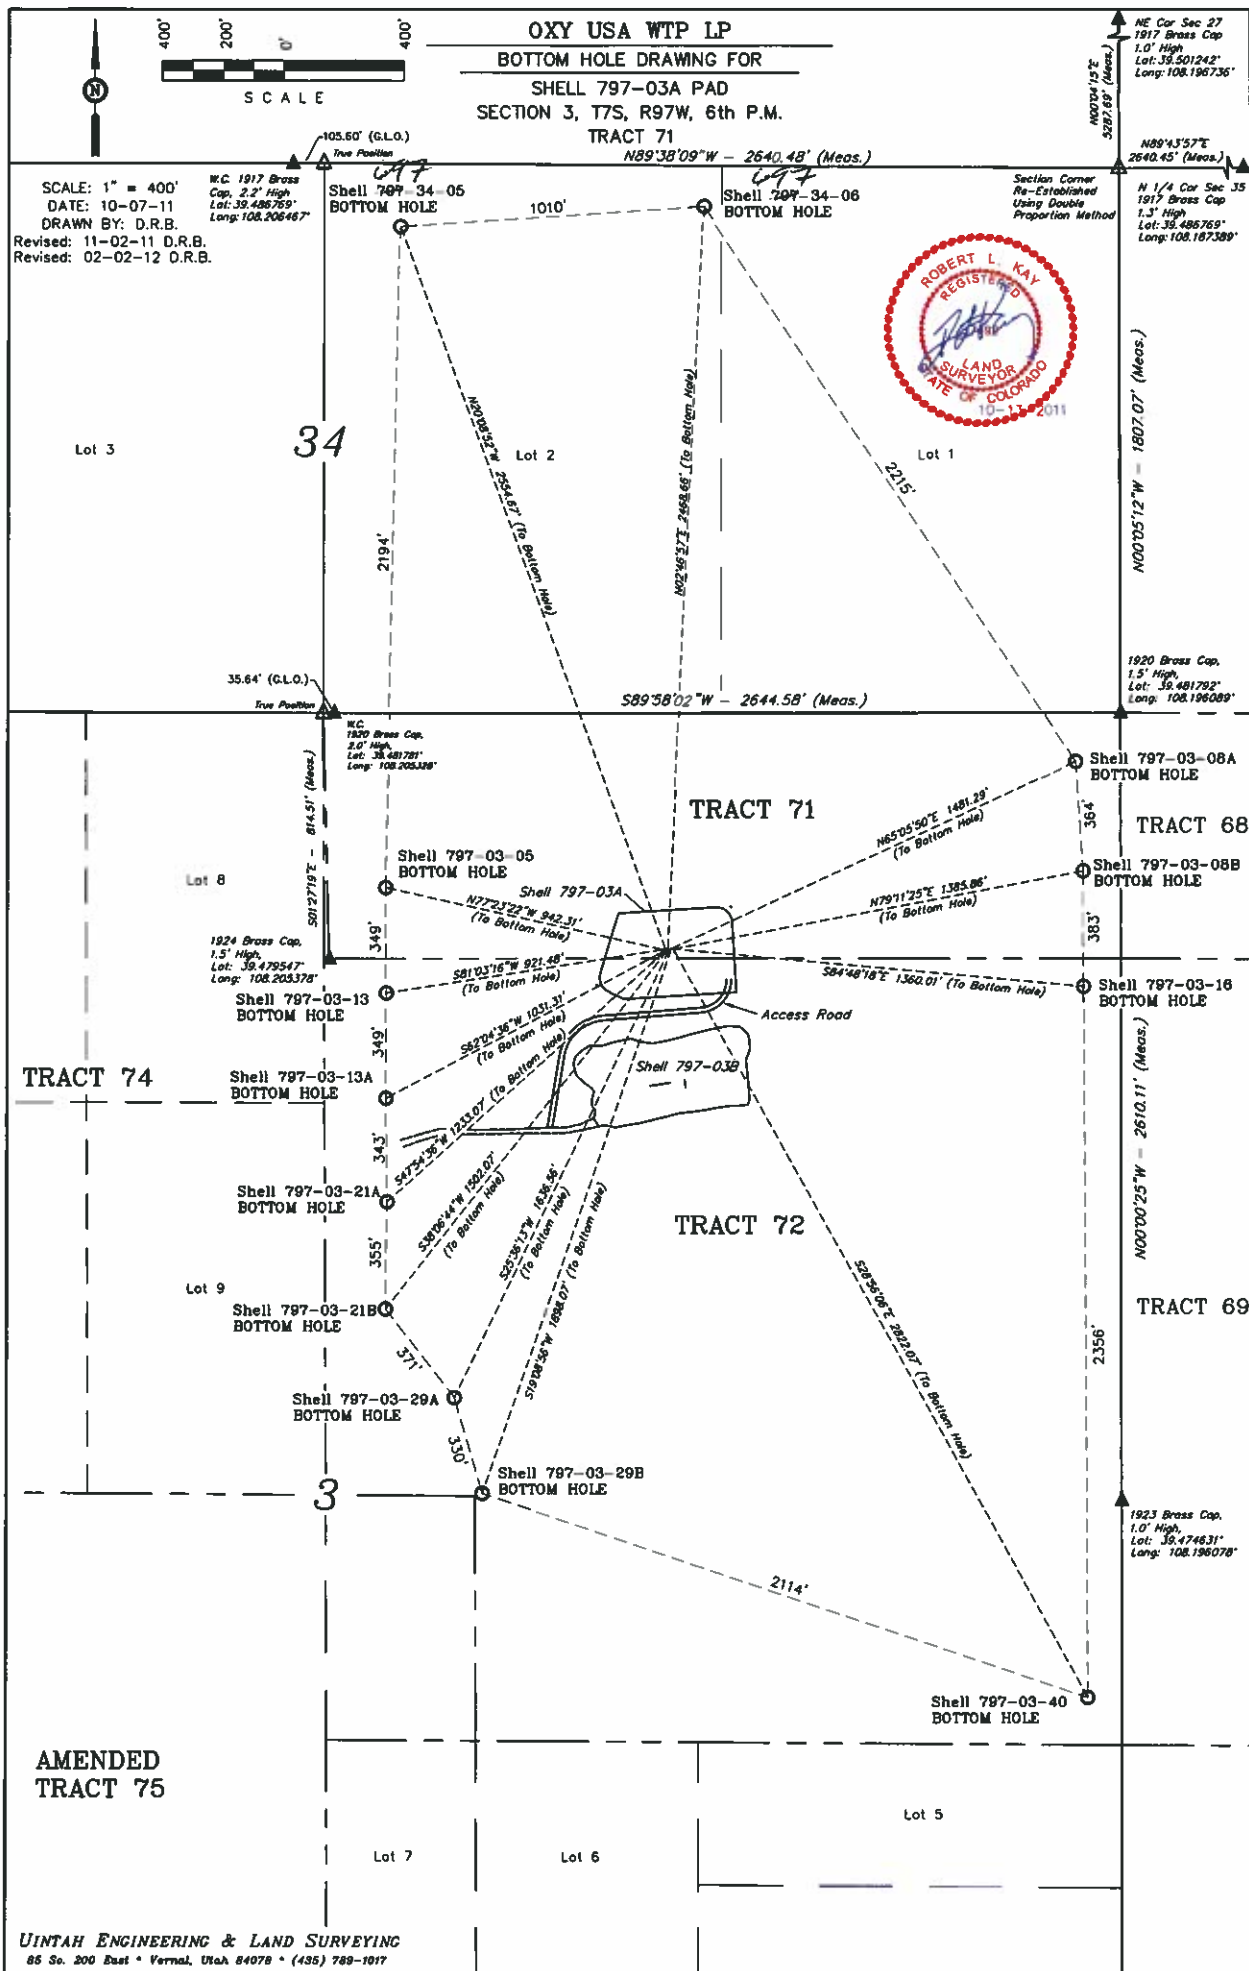 OXY USA WTP LP
BOTTOM HOLE DRAWING FOR
SHELL 797-03A PAD
SECTION 3, T7S, R97W, 6th P.M.
TRACT 71
400'
200'
0'
400'
SCALE
N
SCALE: 1" = 400'
DATE: 10-07-11
DRAWN BY: D.R.B.
Revised: 11-02-11 D.R.B.
Revised: 02-02-12 D.R.B.
NE Cor Sec 27
1917 Brass Cap
1.0' High
Lat: 39.501242°
Long: 108.196736°
N00°04'15"E
5287.69' (Meas.)
N89°43'57"E
2640.45' (Meas.)
N 1/4 Cor Sec 35
1917 Brass Cap
1.3' High
Lat: 39.486769°
Long: 108.187389°
Section Corner
Re-Established
Using Double
Proportion Method
105.60' (G.L.O.)
True Position
N89°38'09"W - 2640.48' (Meas.)
W.C. 1917 Brass
Cap, 2.2' High
Lat: 39.486769°
Long: 108.206467°
697
Shell 797-34-05
BOTTOM HOLE
697
Shell 797-34-06
BOTTOM HOLE
1010'
ROBERT L. KAY
REGISTERED
LAND
SURVEYOR
STATE OF COLORADO
10-13-2011
Lot 3
34
Lot 2
Lot 1
N20°08'52"W 2554.67' (To Bottom Hole)
N02°46'57"E 2468.66' (To Bottom Hole)
2215'
2194'
N00°05'12"W - 1807.07' (Meas.)
35.64' (G.L.O.)
True Position
S89°58'02"W - 2644.58' (Meas.)
1920 Brass Cap,
1.5' High,
Lat: 39.481792°
Long: 108.196089°
W.C.
1920 Brass Cap,
2.0' High,
Lat: 39.481781°
Long: 108.205328°
S01°27'19"E - 814.51' (Meas.)
Shell 797-03-08A
BOTTOM HOLE
TRACT 71
N65°05'50"E 1481.29'
(To Bottom Hole)
364'
TRACT 68
Shell 797-03-05
BOTTOM HOLE
Shell 797-03-08B
BOTTOM HOLE
Lot 8
Shell 797-03A
N77°23'22"W 942.31'
(To Bottom Hole)
N79°11'25"E 1385.86'
(To Bottom Hole)
349'
383'
1924 Brass Cap,
1.5' High,
Lat: 39.479547°
Long: 108.205378°
S81°03'16"W 921.48'
(To Bottom Hole)
S84°48'18"E 1360.01' (To Bottom Hole)
Shell 797-03-13
BOTTOM HOLE
Shell 797-03-16
BOTTOM HOLE
Access Road
S62°04'36"W 1031.31'
(To Bottom Hole)
349'
Shell 797-03B
TRACT 74
Shell 797-03-13A
BOTTOM HOLE
S47°54'36"W 1233.07' (To Bottom Hole)
343'
N00°00'25"W - 2610.11' (Meas.)
Shell 797-03-21A
BOTTOM HOLE
S38°06'44"W 1502.07'
(To Bottom Hole)
S25°36'13"W 1636.56'
(To Bottom Hole)
S19°08'56"W 1898.07' (To Bottom Hole)
TRACT 72
355'
Lot 9
Shell 797-03-21B
BOTTOM HOLE
S28°56'06"E 2822.07' (To Bottom Hole)
TRACT 69
2356'
371'
Shell 797-03-29A
BOTTOM HOLE
330'
Shell 797-03-29B
BOTTOM HOLE
3
1923 Brass Cap,
1.0' High,
Lat: 39.474631°
Long: 108.196078°
2114'
Shell 797-03-40
BOTTOM HOLE
AMENDED
TRACT 75
Lot 5
Lot 7
Lot 6
UINTAH ENGINEERING & LAND SURVEYING
85 So. 200 East * Vernal, Utah 84078 * (435) 789-1017